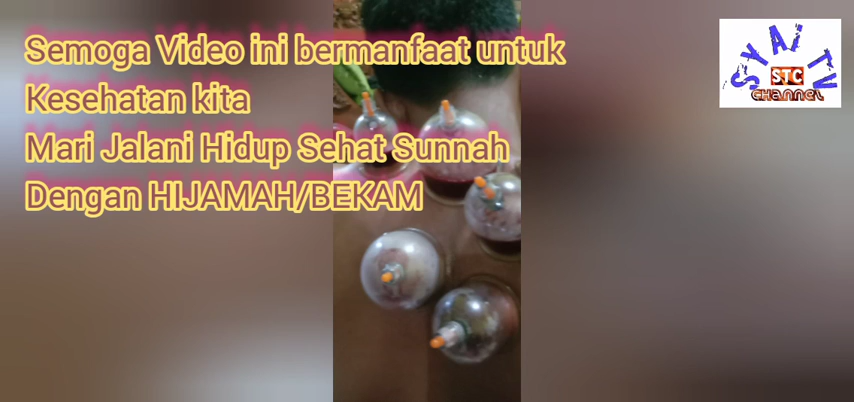 Semoga Video ini bermanfaat untuk
Kesehatan kita
Mari Jalani Hidup Sehat Sunnah
Dengan HIJAMAH/BEKAM
SYAi TV
STC
CHANNEL